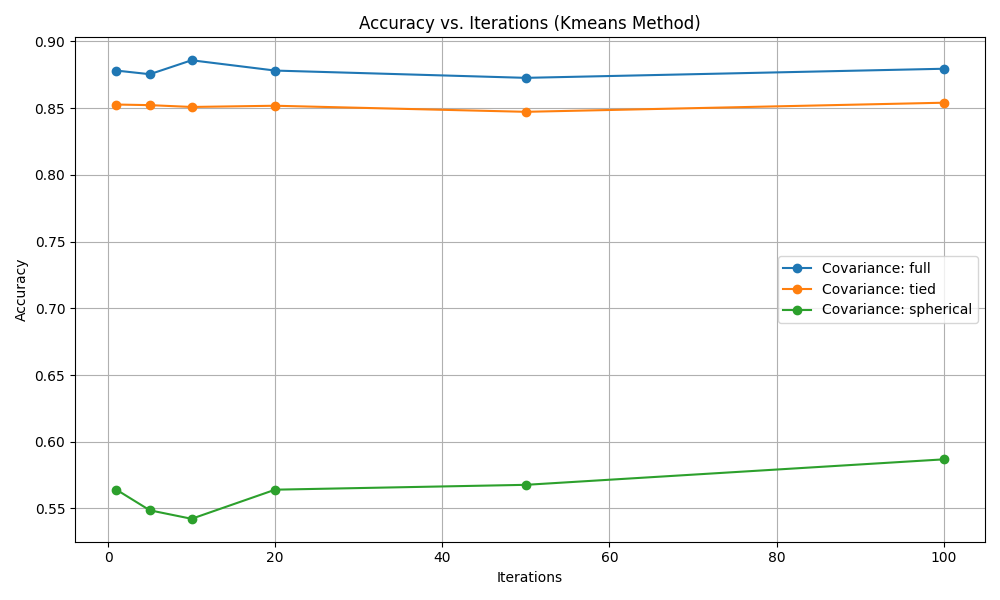 Accuracy vs. Iterations (Kmeans Method)
0.90
0.85
0.80
0.75
0.70
0.65
0.60
0.55
Accuracy
Covariance: full
Covariance: tied
Covariance: spherical
0 20 40 60 80 100
Iterations